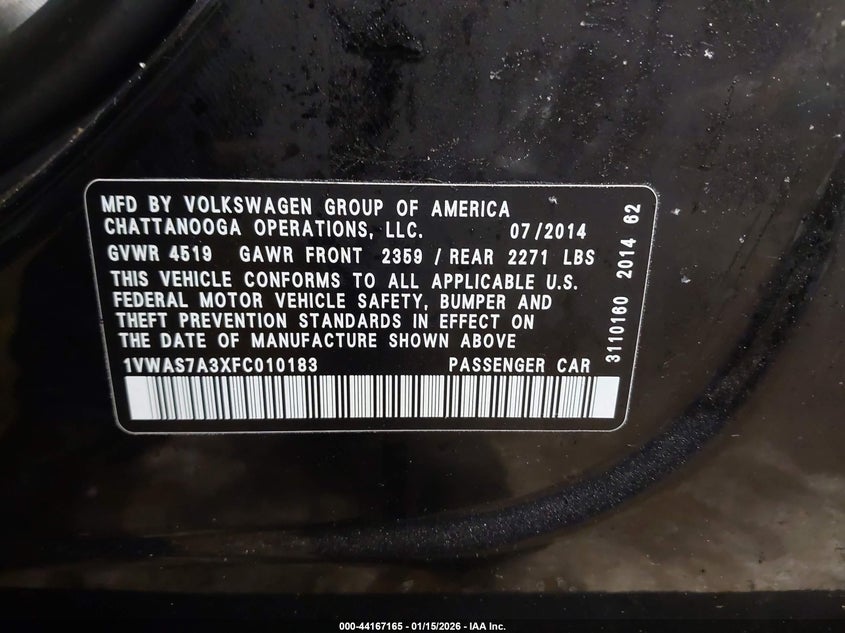 MFD BY VOLKSWAGEN GROUP OF AMERICA
CHATTANOOGA OPERATIONS, LLC. 07/2014
GVWR 4519 GAWR FRONT 2359 / REAR 2271 LBS
THIS VEHICLE CONFORMS TO ALL APPLICABLE U.S.
FEDERAL MOTOR VEHICLE SAFETY, BUMPER AND
THEFT PREVENTION STANDARDS IN EFFECT ON
THE DATE OF MANUFACTURE SHOWN ABOVE
1VWAS7A3XFC010183 PASSENGER CAR
3110160 2014 62
000-44167165 - 01/15/2026 - IAA Inc.